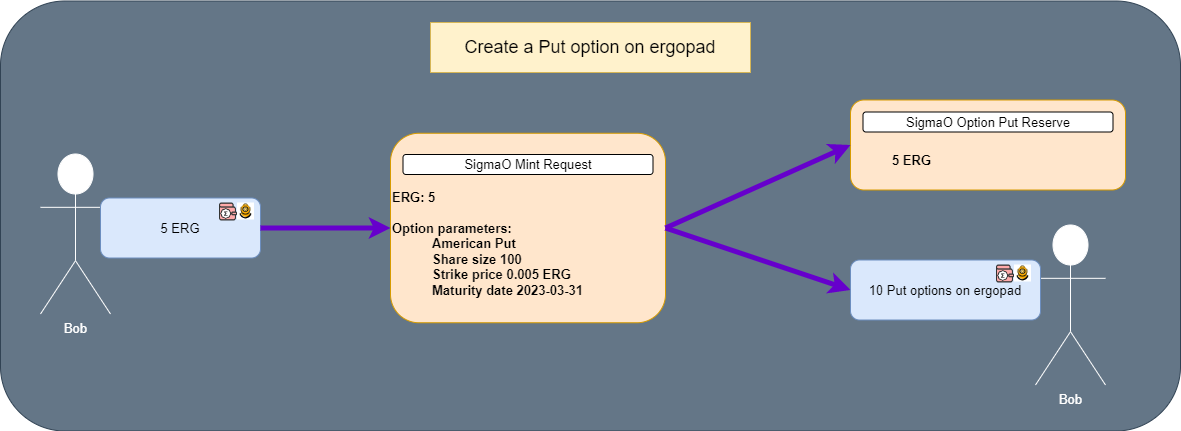 Create a Put option on ergopad
SigmaO Option Put Reserve
5 ERG
SigmaO Mint Request
ERG: 5
Option parameters:
American Put
Share size 100
Strike price 0.005 ERG
Maturity date 2023-03-31
5 ERG
Bob
10 Put options on ergopad
Bob